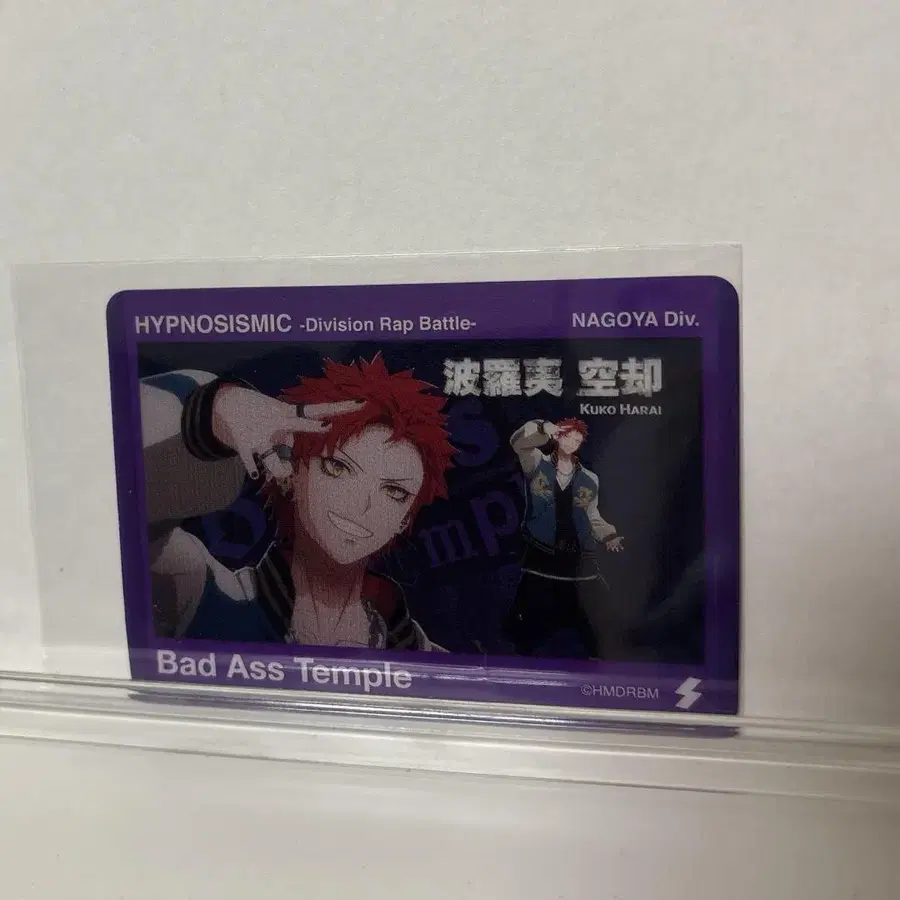 HYPNOSISMIC -Division Rap Battle-
NAGOYA Div.
波羅夷 空却
KUKO HARAI
Bad Ass Temple
©HMDRBM